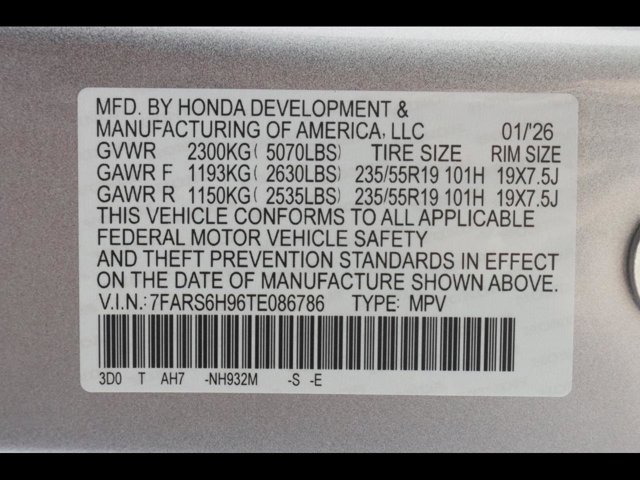 MFD. BY HONDA DEVELOPMENT &
MANUFACTURING OF AMERICA, LLC 01/'26
GVWR 2300KG( 5070LBS) TIRE SIZE RIM SIZE
GAWR F 1193KG( 2630LBS) 235/55R19 101H 19X7.5J
GAWR R 1150KG( 2535LBS) 235/55R19 101H 19X7.5J
THIS VEHICLE CONFORMS TO ALL APPLICABLE
FEDERAL MOTOR VEHICLE SAFETY
AND THEFT PREVENTION STANDARDS IN EFFECT
ON THE DATE OF MANUFACTURE SHOWN ABOVE.
V.I.N.:7FARS6H96TE086786 TYPE: MPV
3D0 T AH7 -NH932M -S -E